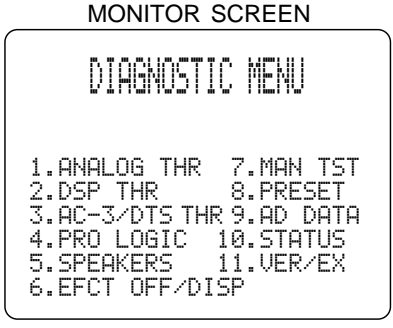 MONITOR SCREEN
DIAGNOSTIC MENU
1.ANALOG THR 7.MAN TST
2.DSP THR 8.PRESET
3.AC-3/DTS THR 9.AD DATA
4.PRO LOGIC 10.STATUS
5.SPEAKERS 11.VER/EX
6.EFCT OFF/DISP